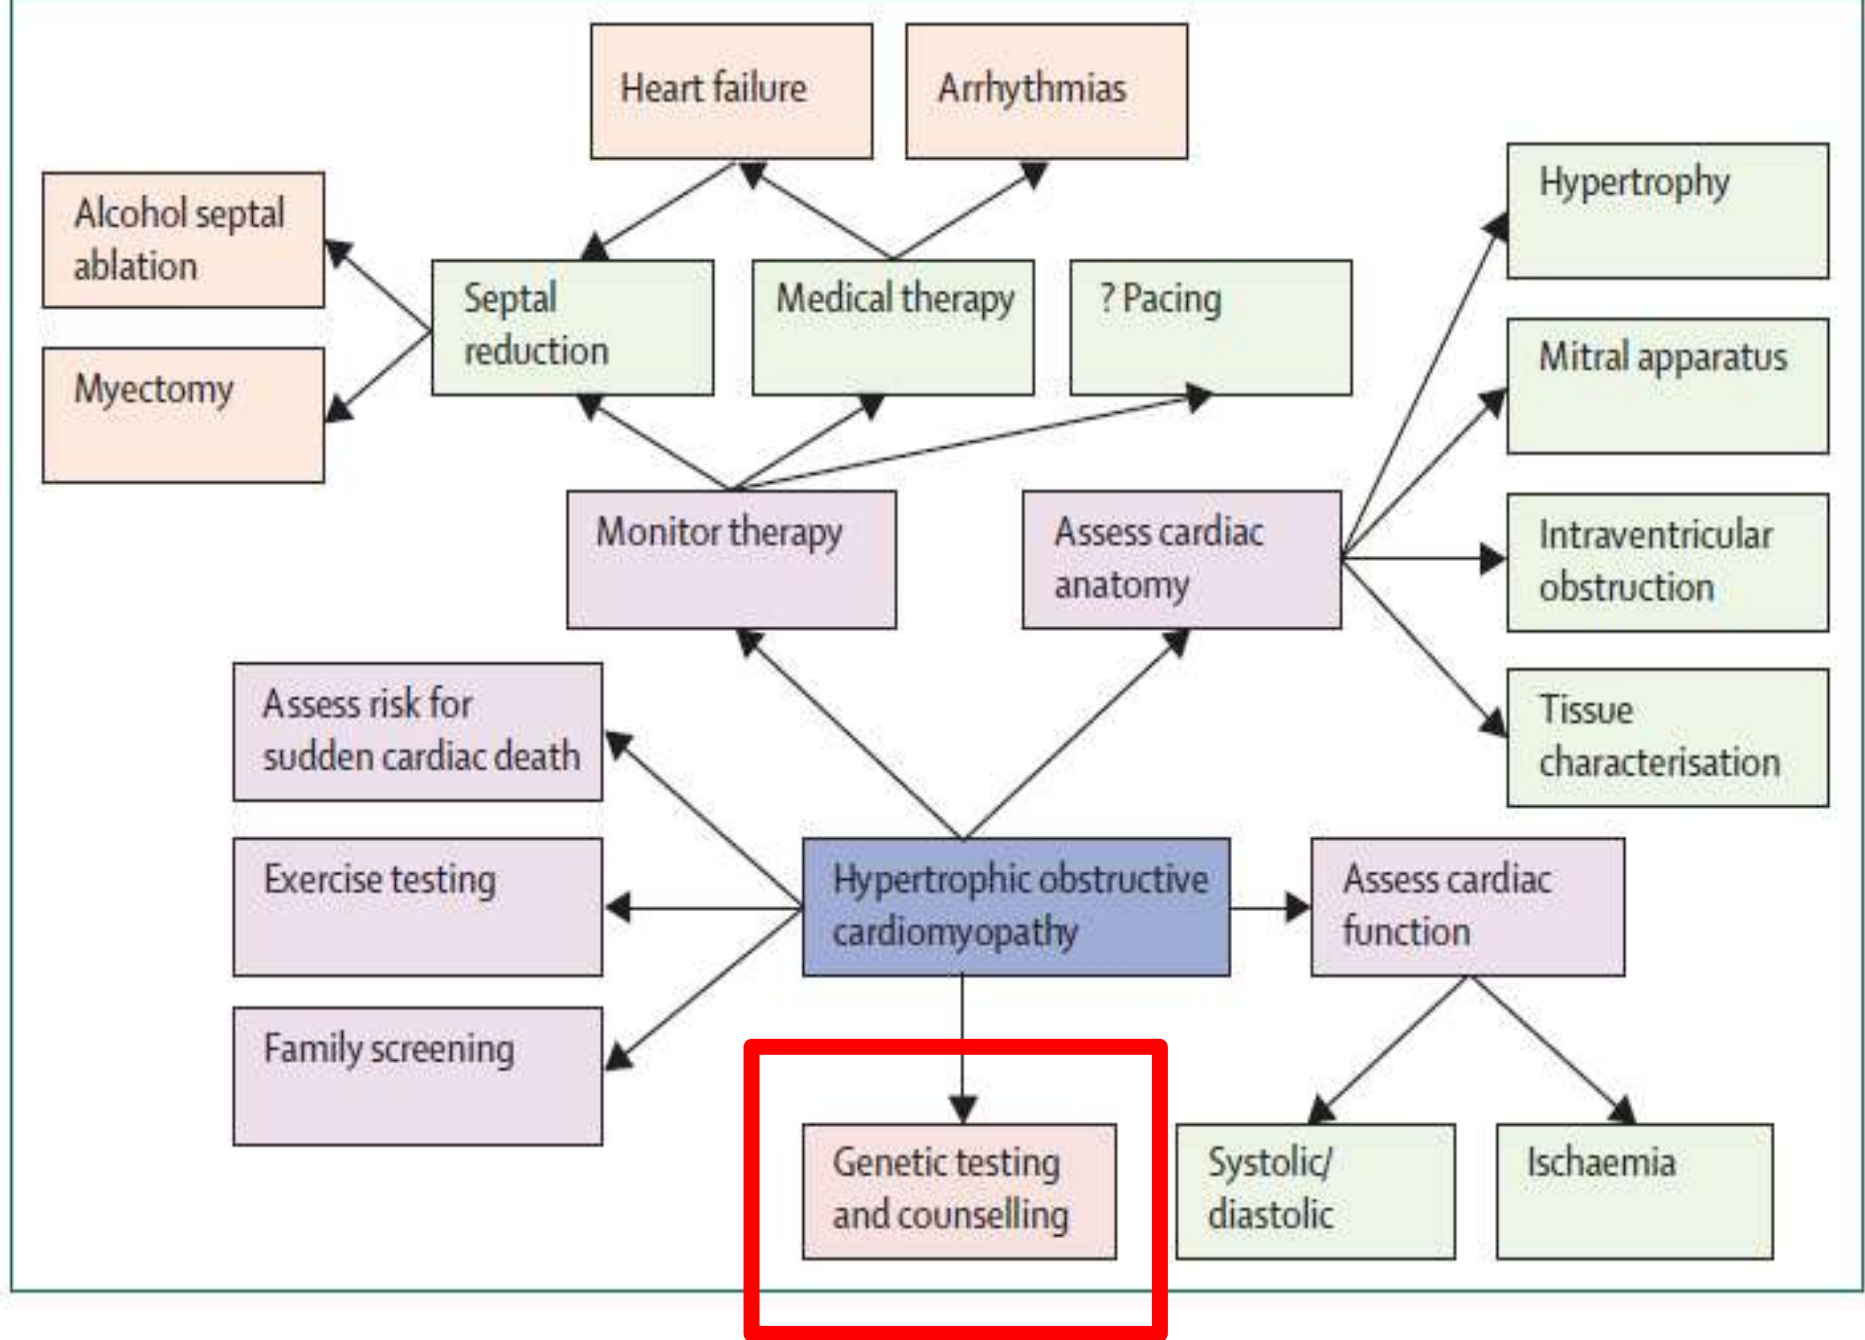 Heart failure
Arrhythmias
Alcohol septal
ablation
Septal
reduction
Medical therapy
? Pacing
Hypertrophy
Myectomy
Mitral apparatus
Monitor therapy
Assess cardiac
anatomy
Intraventricular
obstruction
Tissue
characterisation
Assess risk for
sudden cardiac death
Exercise testing
Hypertrophic obstructive
cardiomyopathy
Assess cardiac
function
Family screening
Genetic testing
and counselling
Systolic/
diastolic
Ischaemia